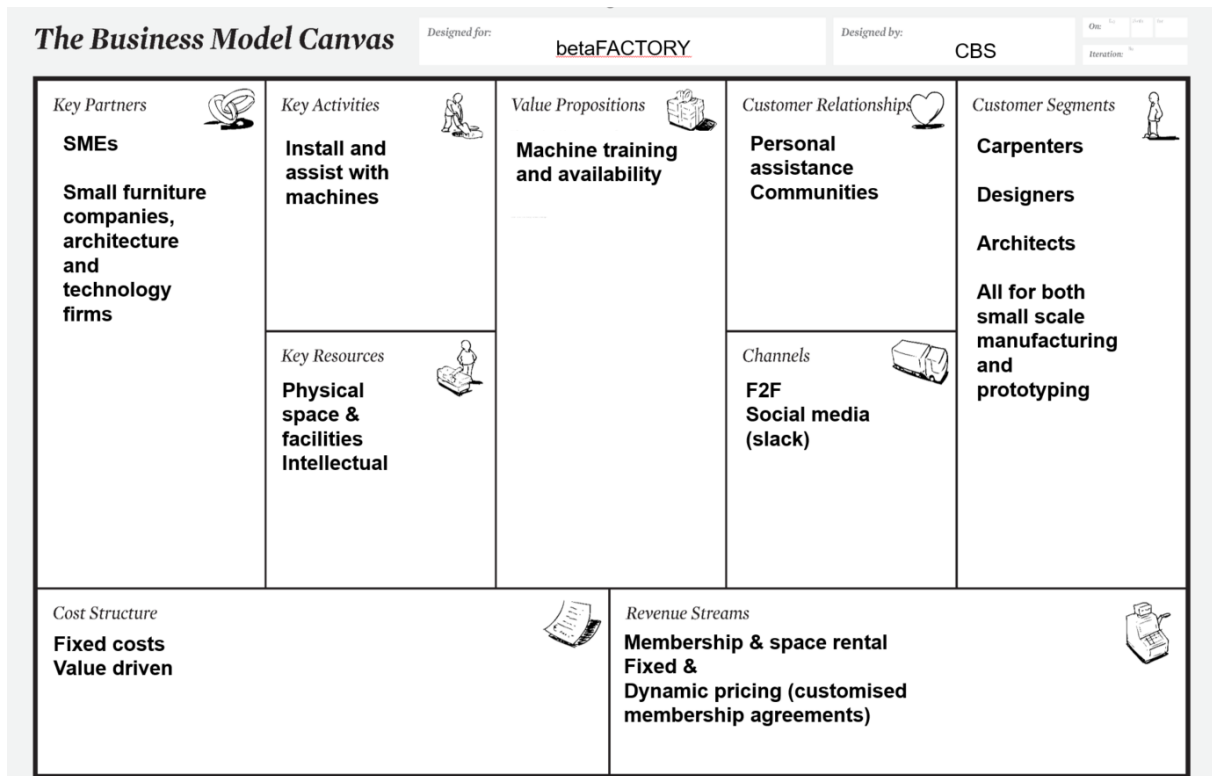 The Business Model Canvas
Designed for:
betaFACTORY
Designed by:
CBS
On:
Iteration:
Key Partners
SMEs
Small furniture
companies,
architecture
and
technology
firms
Key Activities
Install and
assist with
machines
Key Resources
Physical
space &
facilities
Intellectual
Value Propositions
Machine training
and availability
Customer Relationships
Personal
assistance
Communities
Channels
F2F
Social media
(slack)
Customer Segments
Carpenters
Designers
Architects
All for both
small scale
manufacturing
and
prototyping
Cost Structure
Fixed costs
Value driven
Revenue Streams
Membership & space rental
Fixed &
Dynamic pricing (customised
membership agreements)